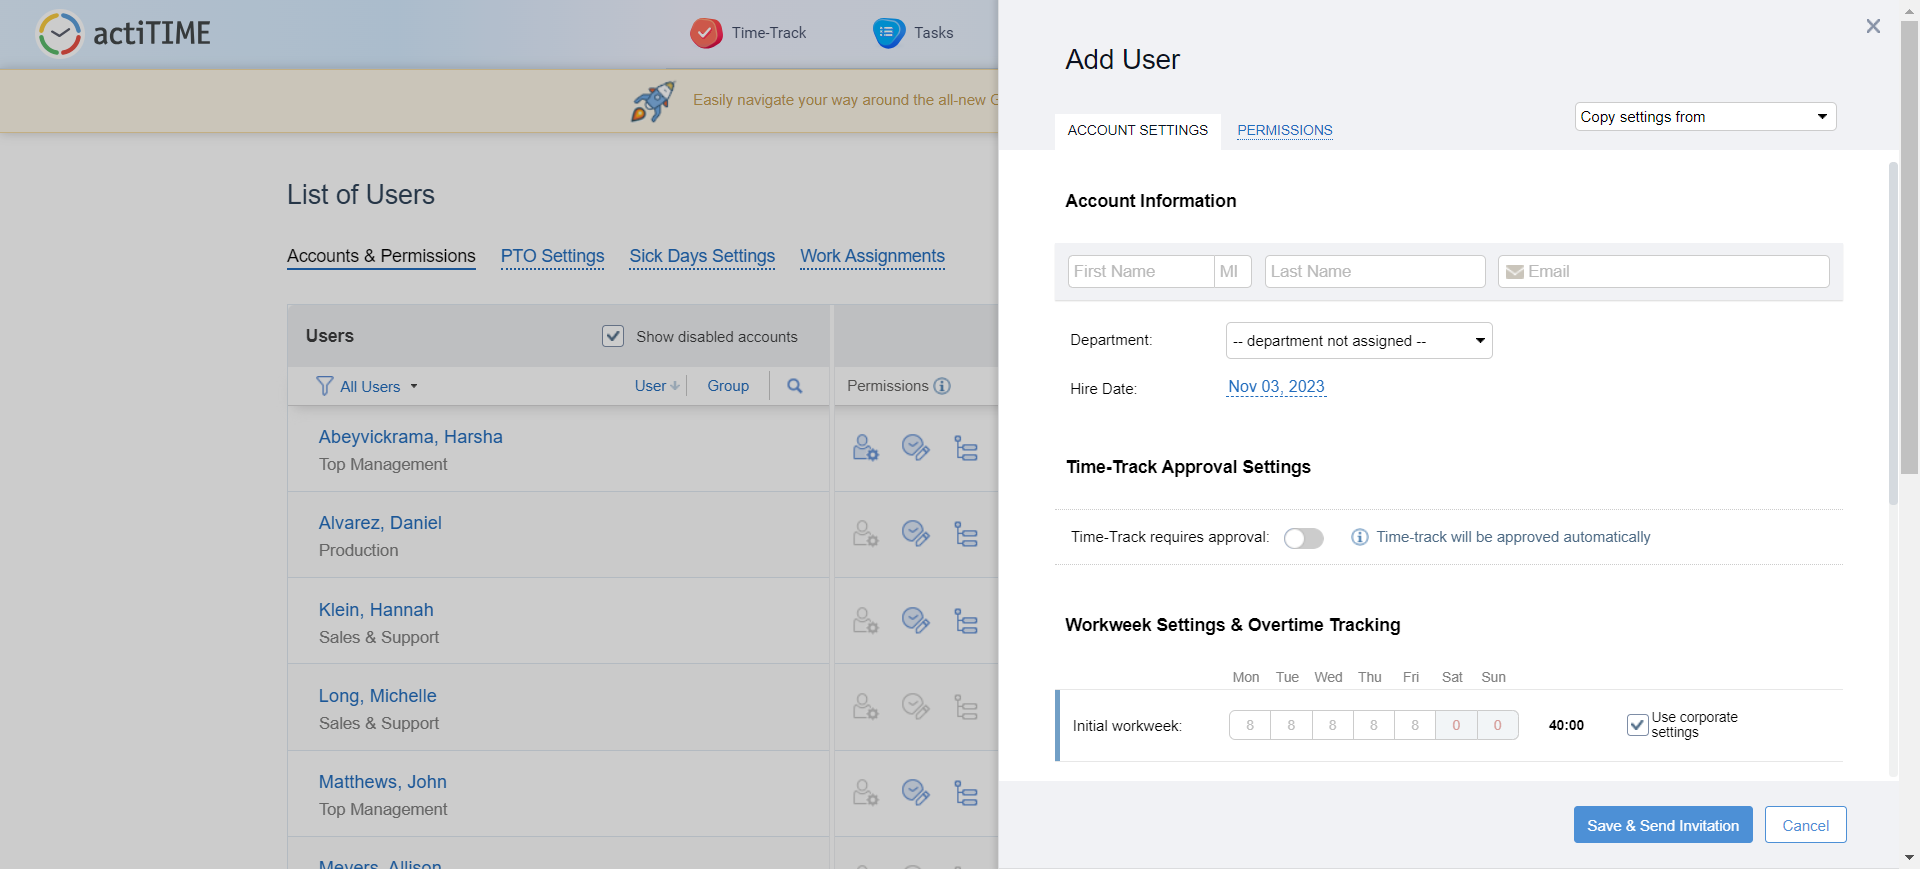 actiTIME
Time-Track
Tasks
Easily navigate your way around the all-new
List of Users
Accounts & Permissions
PTO Settings
Sick Days Settings
Work Assignments
Users
Show disabled accounts
All Users
User
Group
Permissions
Abeyvickrama, Harsha
Top Management
Alvarez, Daniel
Production
Klein, Hannah
Sales & Support
Long, Michelle
Sales & Support
Matthews, John
Top Management
Meyers, Allison
Add User
ACCOUNT SETTINGS
PERMISSIONS
Copy settings from
Account Information
First Name
MI
Last Name
Email
Department:
-- department not assigned --
Hire Date:
Nov 03, 2023
Time-Track Approval Settings
Time-Track requires approval:
Time-track will be approved automatically
Workweek Settings & Overtime Tracking
Mon Tue Wed Thu Fri Sat Sun
Initial workweek:
8 8 8 8 8 0 0
40:00
Use corporate
settings
Save & Send Invitation
Cancel